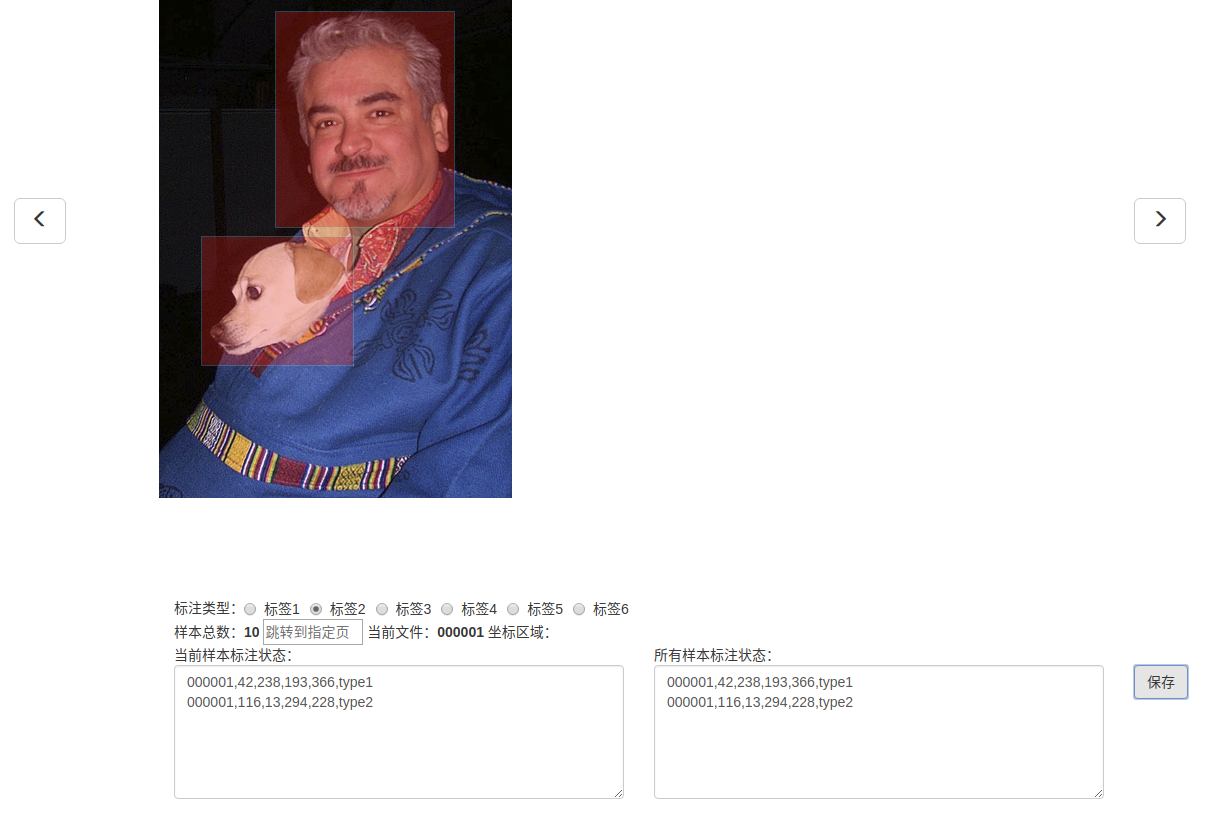 标注类型： 标签1 标签2 标签3 标签4 标签5 标签6
样本总数：10 跳转到指定页 当前文件：000001 坐标区域：
当前样本标注状态：
000001,42,238,193,366,type1
000001,116,13,294,228,type2
所有样本标注状态：
000001,42,238,193,366,type1
000001,116,13,294,228,type2
保存